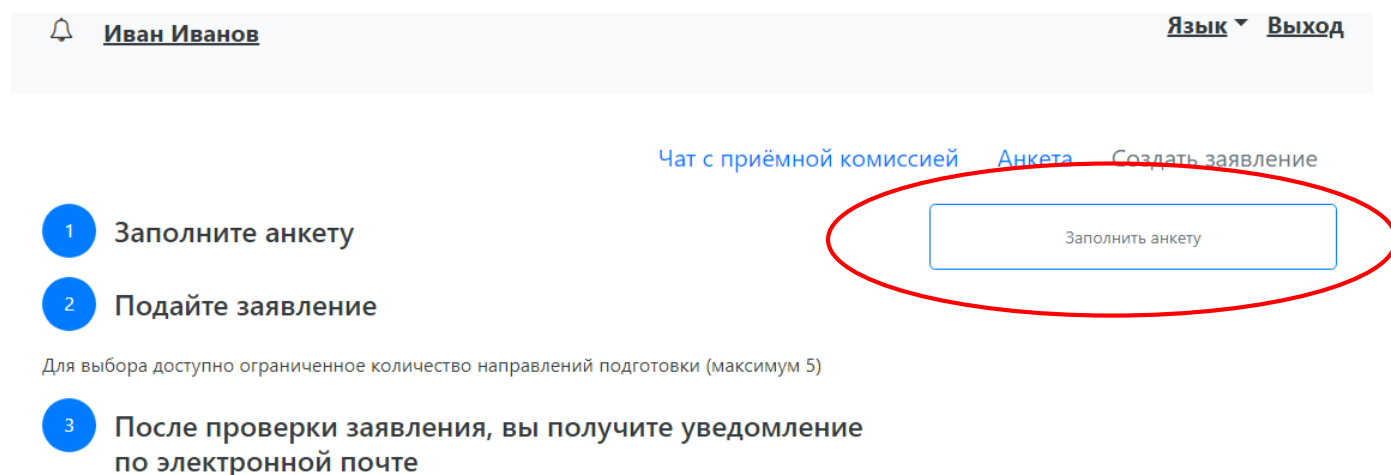 Иван Иванов Язык Выход
Чат с приёмной комиссией Анкета Создать заявление
1 Заполните анкету Заполнить анкету
2 Подайте заявление
Для выбора доступно ограниченное количество направлений подготовки (максимум 5)
3 После проверки заявления, вы получите уведомление
по электронной почте